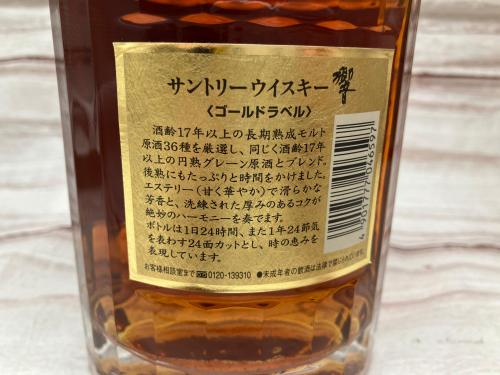 サントリーウイスキー 響
〈ゴールドラベル〉
酒齢17年以上の長期熟成モルト
原酒36種を厳選し、同じく酒齢17年
以上の円熟グレーン原酒とブレンド。
後熟にもたっぷりと時間をかけました。
エステリー(甘く華やか)で滑らかな
芳香と、洗練された厚みのあるコクが
絶妙のハーモニーを奏でます。
ボトルは1日24時間、また1年24節気
を表わす24面カットとし、時の恵みを
表現しています。
お客様相談室まで 0120-139310 ●未成年者の飲酒は法律で禁じられています。
4 901777 046597